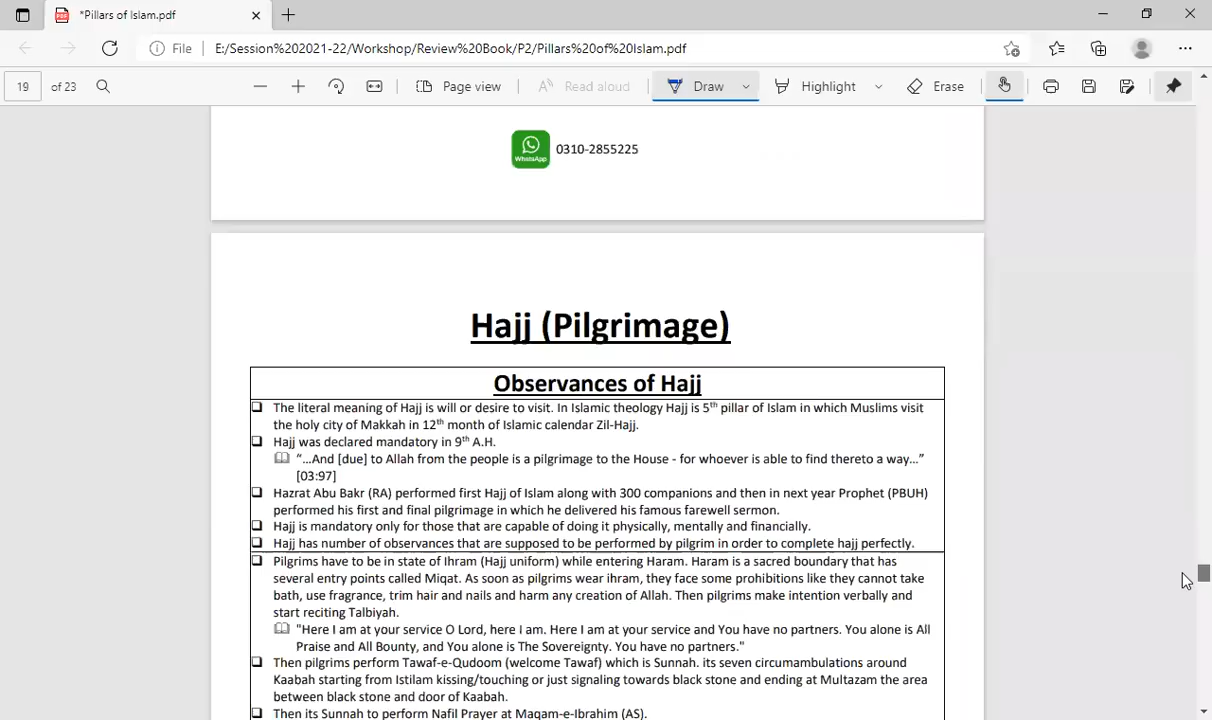 *Pillars of Islam.pdf
File E:/Session%202021-22/Workshop/Review%20Book/P2/Pillars%20of%20Islam.pdf
19 of 23 Page view Read aloud Draw Highlight Erase
WhatsApp 0310-2855225
Hajj (Pilgrimage)
Observances of Hajj
The literal meaning of Hajj is will or desire to visit. In Islamic theology Hajj is 5th pillar of Islam in which Muslims visit
the holy city of Makkah in 12th month of Islamic calendar Zil-Hajj.
Hajj was declared mandatory in 9th A.H.
“…And [due] to Allah from the people is a pilgrimage to the House - for whoever is able to find thereto a way…”
[03:97]
Hazrat Abu Bakr (RA) performed first Hajj of Islam along with 300 companions and then in next year Prophet (PBUH)
performed his first and final pilgrimage in which he delivered his famous farewell sermon.
Hajj is mandatory only for those that are capable of doing it physically, mentally and financially.
Hajj has number of observances that are supposed to be performed by pilgrim in order to complete hajj perfectly.
Pilgrims have to be in state of Ihram (Hajj uniform) while entering Haram. Haram is a sacred boundary that has
several entry points called Miqat. As soon as pilgrims wear ihram, they face some prohibitions like they cannot take
bath, use fragrance, trim hair and nails and harm any creation of Allah. Then pilgrims make intention verbally and
start reciting Talbiyah.
"Here I am at your service O Lord, here I am. Here I am at your service and You have no partners. You alone is All
Praise and All Bounty, and You alone is The Sovereignty. You have no partners."
Then pilgrims perform Tawaf-e-Qudoom (welcome Tawaf) which is Sunnah. its seven circumambulations around
Kaabah starting from Istilam kissing/touching or just signaling towards black stone and ending at Multazam the area
between black stone and door of Kaabah.
Then its Sunnah to perform Nafil Prayer at Maqam-e-Ibrahim (AS).